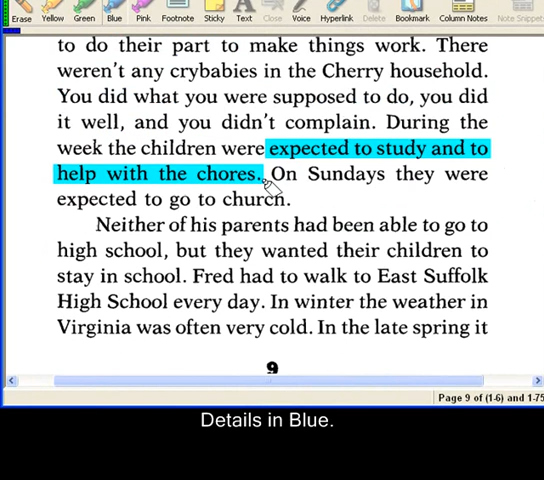 Erase Yellow Green Blue Pink Footnote Sticky Text Custom Voice Hyperlink Delete Bookmark Column Notes Note Snippet
to do their part to make things work. There
weren't any crybabies in the Cherry household.
You did what you were supposed to do, you did
it well, and you didn't complain. During the
week the children were expected to study and to
help with the chores. On Sundays they were
expected to go to church.
Neither of his parents had been able to go to
high school, but they wanted their children to
stay in school. Fred had to walk to East Suffolk
High School every day. In winter the weather in
Virginia was often very cold. In the late spring it
9
Page 9 of (1-6) and 1-75
Details in Blue.